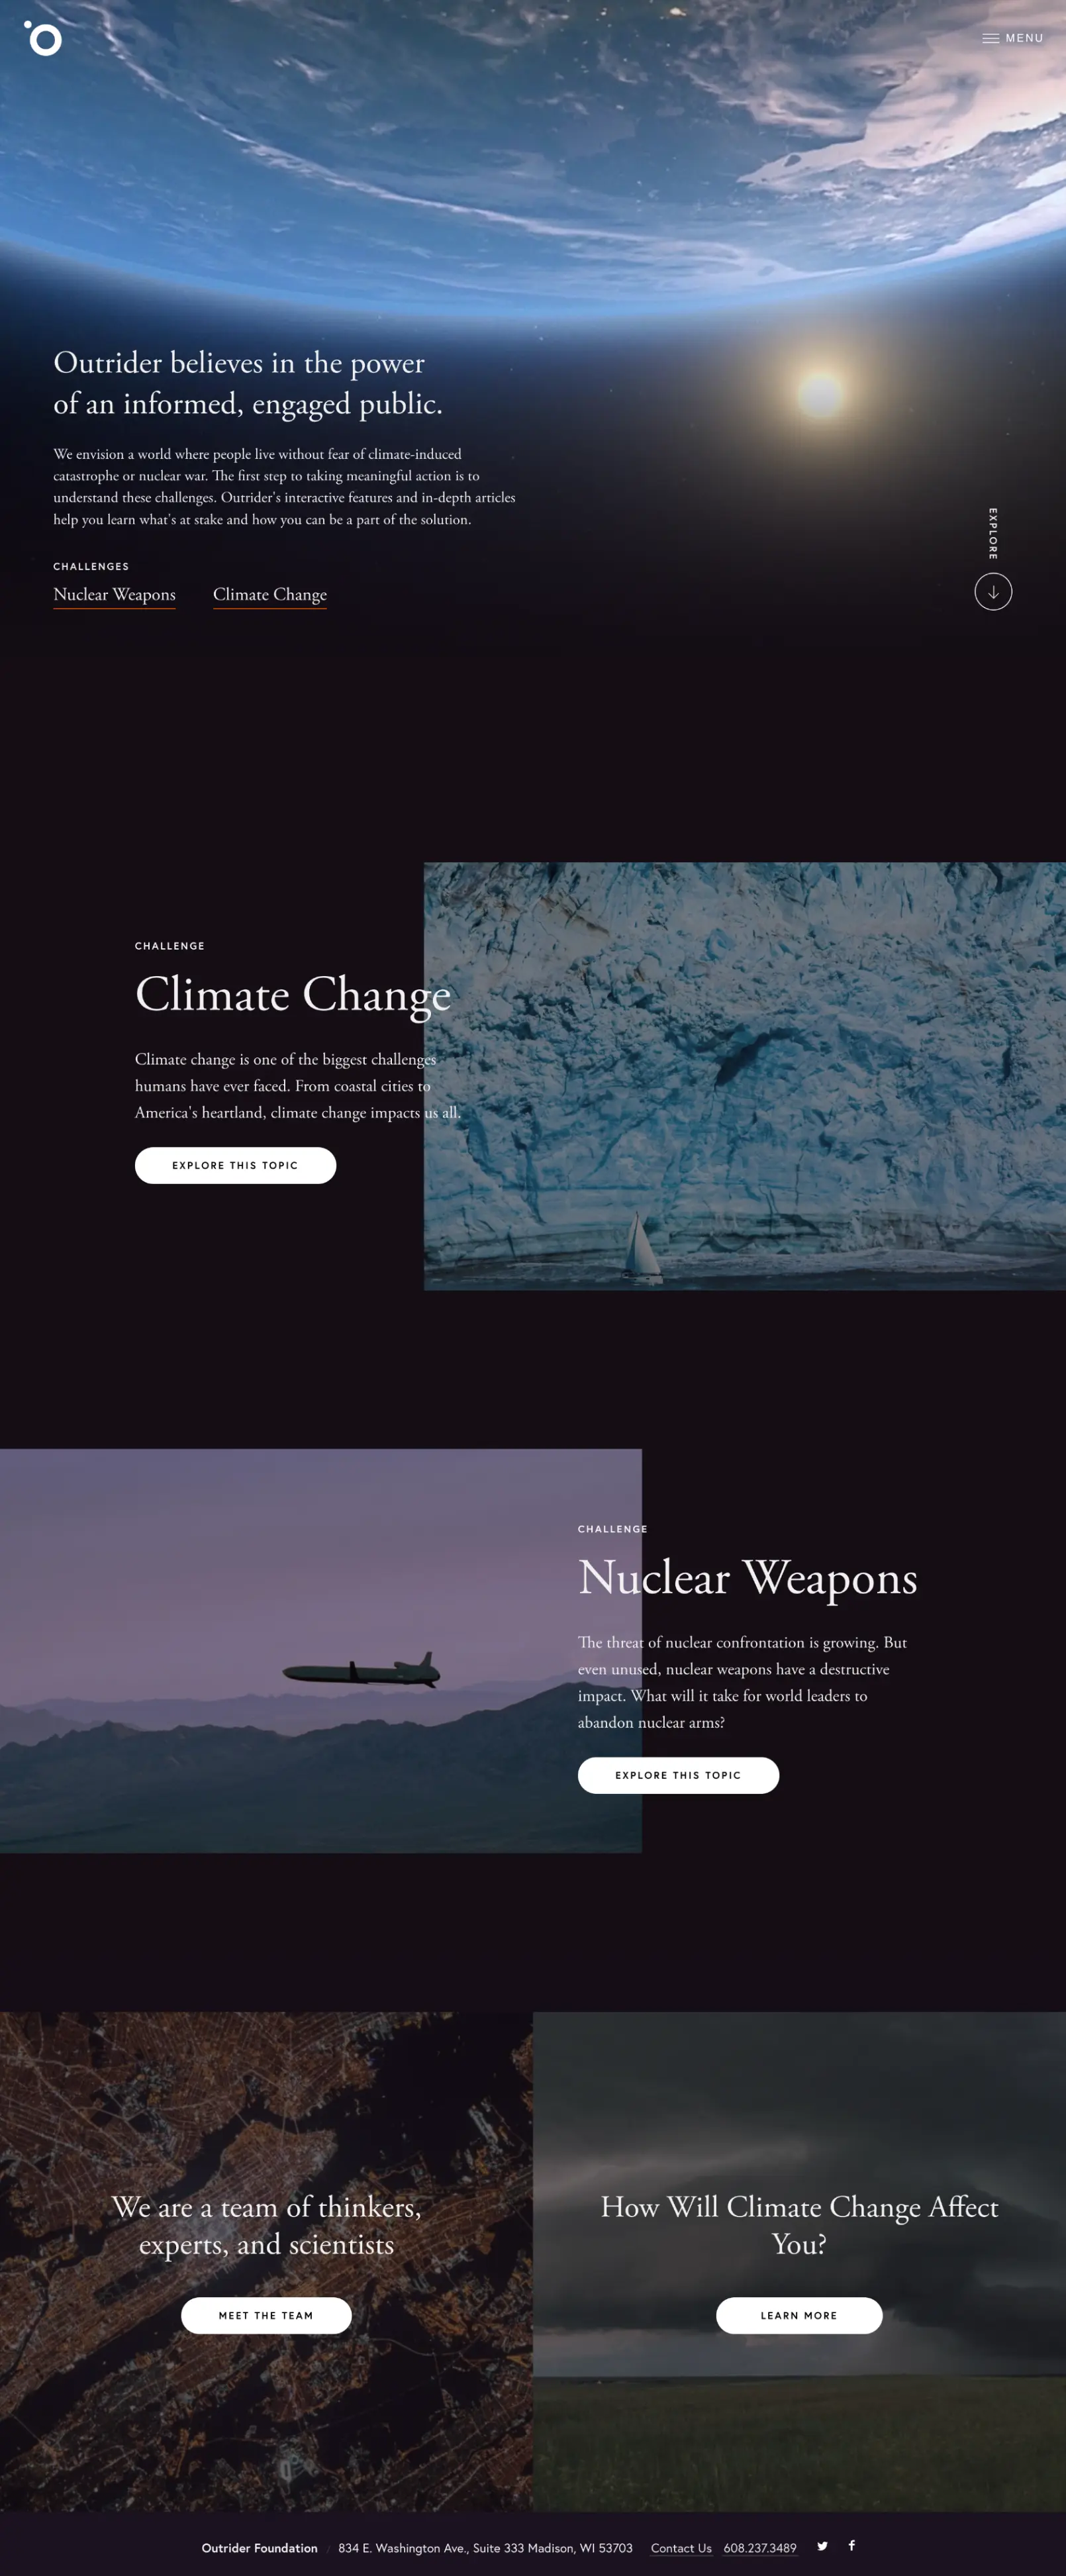 MENU
Outrider believes in the power
of an informed, engaged public.
We envision a world where people live without fear of climate-induced
catastrophe or nuclear war. The first step to taking meaningful action is to
understand these challenges. Outrider's interactive features and in-depth articles
help you learn what's at stake and how you can be a part of the solution.
EXPLORE
CHALLENGES
Nuclear Weapons Climate Change
CHALLENGE
Climate Change
Climate change is one of the biggest challenges
humans have ever faced. From coastal cities to
America's heartland, climate change impacts us all.
EXPLORE THIS TOPIC
CHALLENGE
Nuclear Weapons
The threat of nuclear confrontation is growing. But
even unused, nuclear weapons have a destructive
impact. What will it take for world leaders to
abandon nuclear arms?
EXPLORE THIS TOPIC
We are a team of thinkers,
experts, and scientists
MEET THE TEAM
How Will Climate Change Affect
You?
LEARN MORE
Outrider Foundation / 834 E. Washington Ave., Suite 333 Madison, WI 53703 Contact Us 608.237.3489